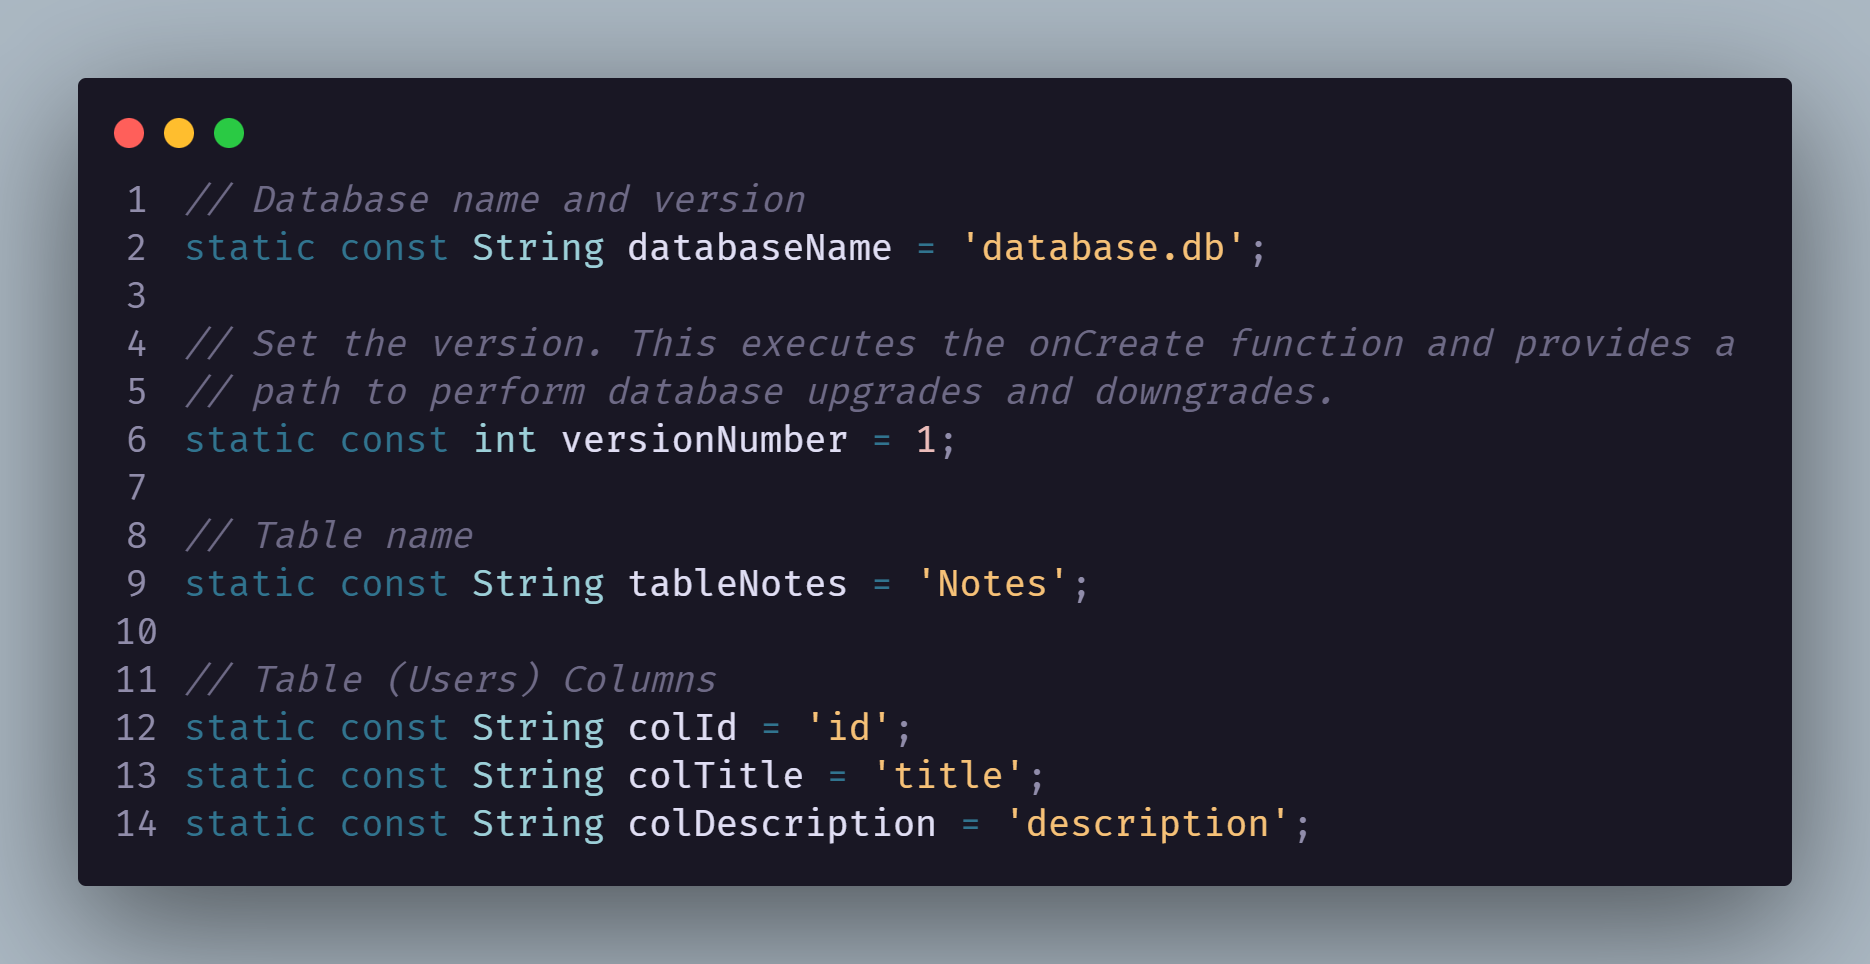 1 // Database name and version
2 static const String databaseName = 'database.db';
3
4 // Set the version. This executes the onCreate function and provides a
5 // path to perform database upgrades and downgrades.
6 static const int versionNumber = 1;
7
8 // Table name
9 static const String tableNotes = 'Notes';
10
11 // Table (Users) Columns
12 static const String colId = 'id';
13 static const String colTitle = 'title';
14 static const String colDescription = 'description';